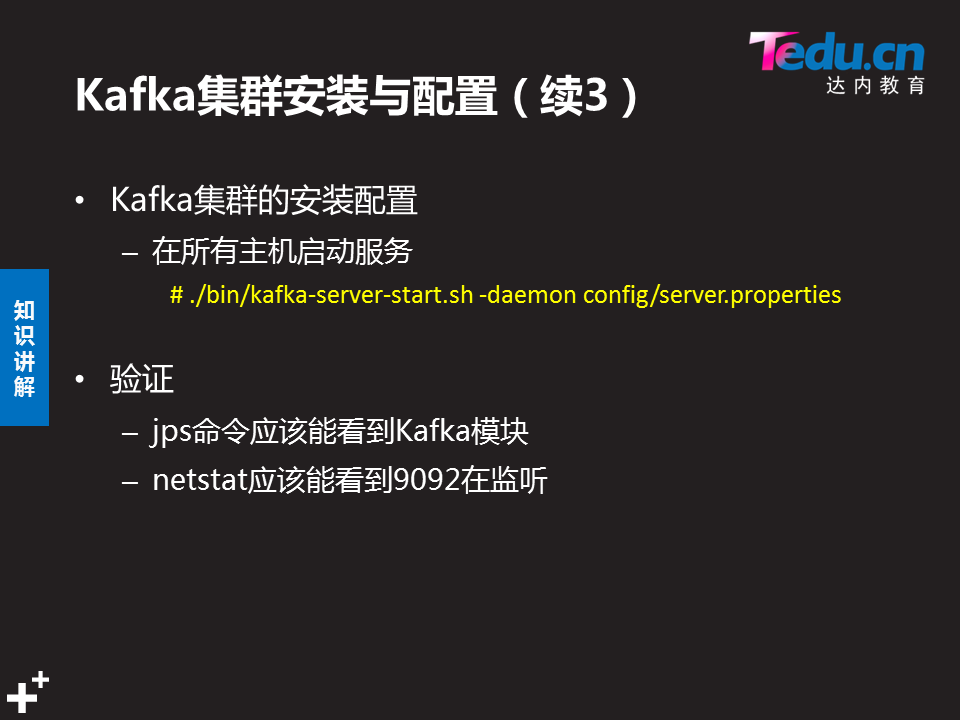 Tedu.cn
达内教育
Kafka集群安装与配置（续3）
• Kafka集群的安装配置
– 在所有主机启动服务
# ./bin/kafka-server-start.sh -daemon config/server.properties
知识讲解
• 验证
– jps命令应该能看到Kafka模块
– netstat应该能看到9092在监听